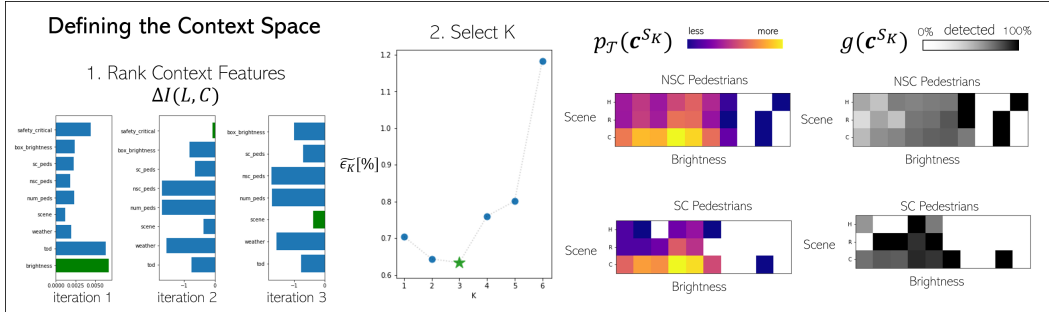 Defining the Context Space
1. Rank Context Features
ΔI(L, C)
safety_critical
box_brightness
sc_peds
nsc_peds
num_peds
scene
weather
tod
brightness
0.0000 0.0025 0.0050
iteration 1
safety_critical
box_brightness
sc_peds
nsc_peds
num_peds
scene
weather
tod
−1 0
iteration 2
box_brightness
sc_peds
nsc_peds
num_peds
scene
weather
tod
−1 0
iteration 3
2. Select K
ϵ̃_K[%]
1.2
1.1
1.0
0.9
0.8
0.7
0.6
1 2 3 4 5 6
K
p_𝒯(c^{S_K})
less more
NSC Pedestrians
Scene
H
R
C
Brightness
SC Pedestrians
Scene
H
R
C
Brightness
g(c^{S_K})
0% detected 100%
NSC Pedestrians
Scene
H
R
C
Brightness
SC Pedestrians
Scene
H
R
C
Brightness